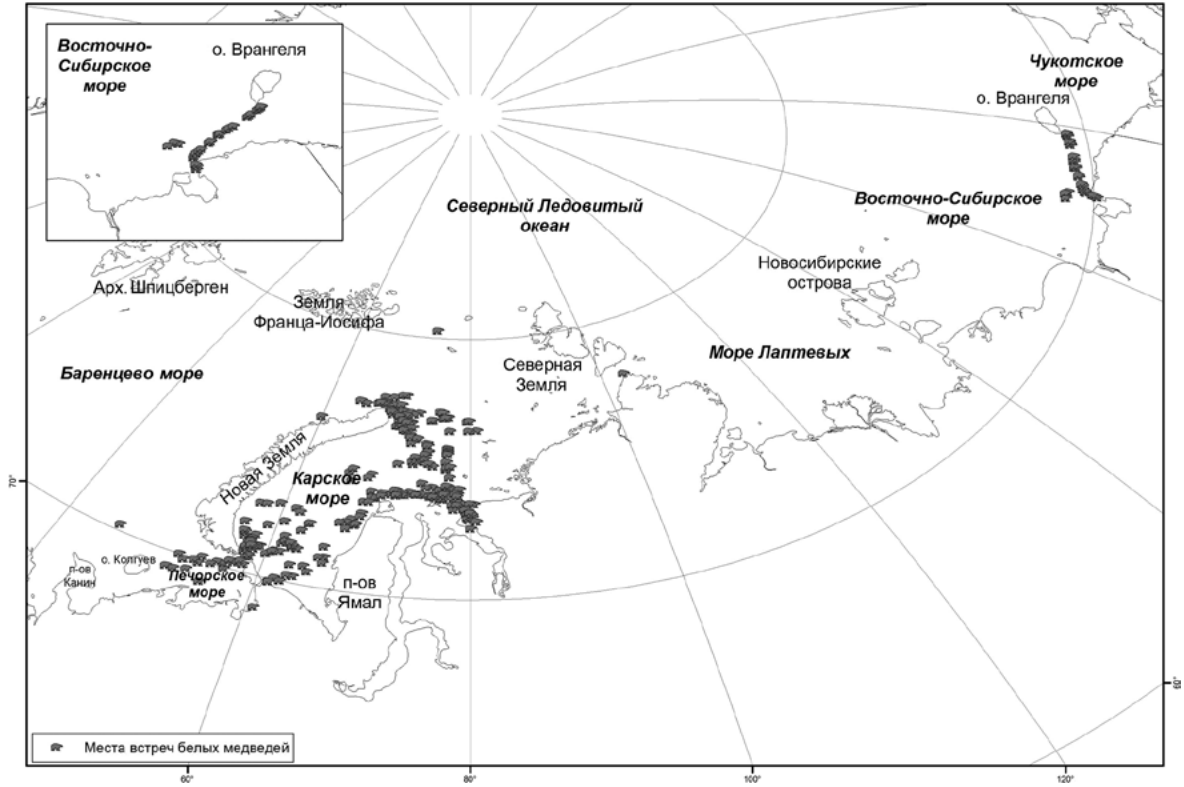 Восточно-
Сибирское
море
о. Врангеля
Чукотское
море
о. Врангеля
Северный Ледовитый
океан
Восточно-Сибирское
море
Арх. Шпицберген
Земля
Франца-Иосифа
Новосибирские
острова
Баренцево море
Северная
Земля
Море Лаптевых
Новая Земля
Карское
море
70°
о. Колгуев
п-ов
Канин
Печорское
море
п-ов
Ямал
60°
Места встреч белых медведей
60°
80°
100°
120°